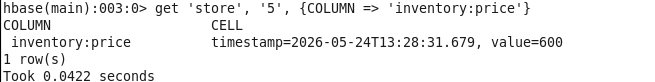 hbase(main):003:0> get 'store', '5', {COLUMN => 'inventory:price'}
COLUMN                   CELL
 inventory:price         timestamp=2026-05-24T13:28:31.679, value=600
1 row(s)
Took 0.0422 seconds